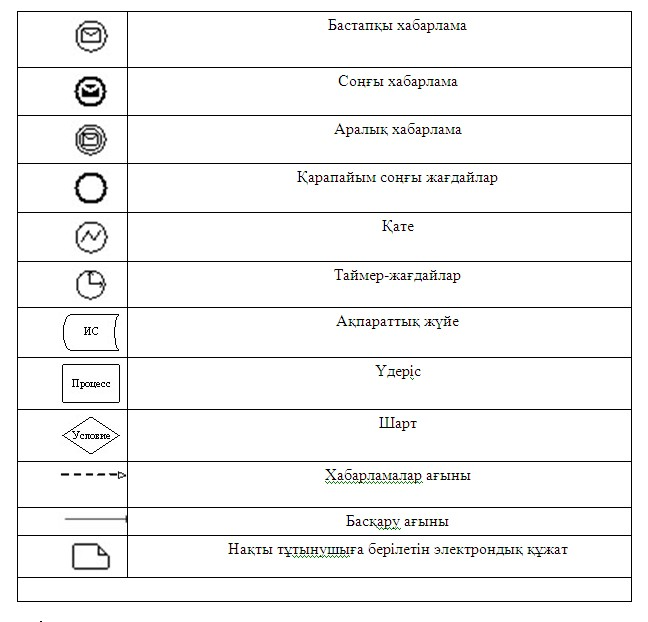 Бастапқы хабарлама
Соңғы хабарлама
Аралық хабарлама
Қарапайым соңғы жағдайлар
Қате
Таймер-жағдайлар
ИС
Ақпараттық жүйе
Процесс
Үдеріс
Условие
Шарт
Хабарламалар ағыны
Басқару ағыны
Нақты тұтынушыға берілетін электрондық құжат